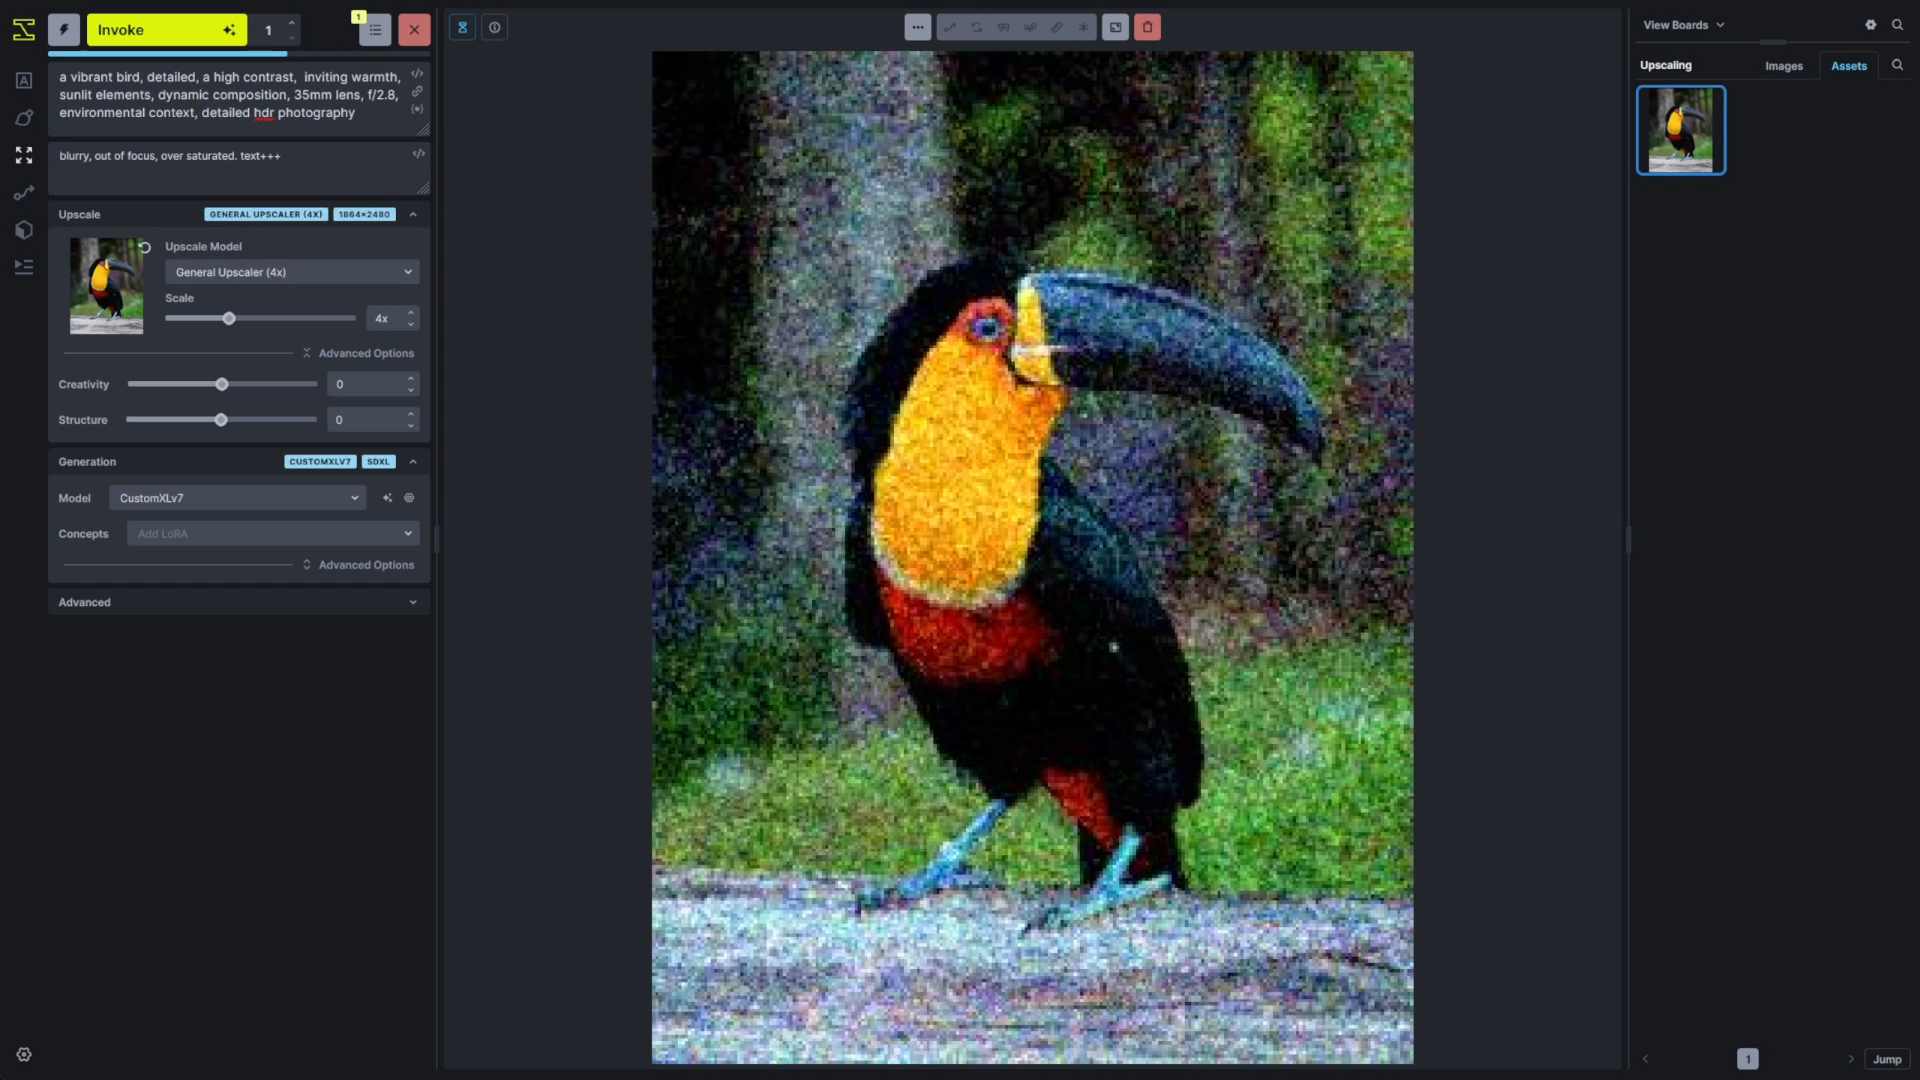 Invoke
1
1
a vibrant bird, detailed, a high contrast,  inviting warmth,
sunlit elements, dynamic composition, 35mm lens, f/2.8,
environmental context, detailed hdr photography
blurry, out of focus, over saturated. text+++
Upscale
GENERAL UPSCALER (4X)
1864×2480
Upscale Model
General Upscaler (4x)
Scale
4x
Advanced Options
Creativity
0
Structure
0
Generation
CUSTOMXLV7
SDXL
Model
CustomXLv7
Concepts
Add LoRA
Advanced Options
Advanced
View Boards
Upscaling
Images
Assets
1
Jump